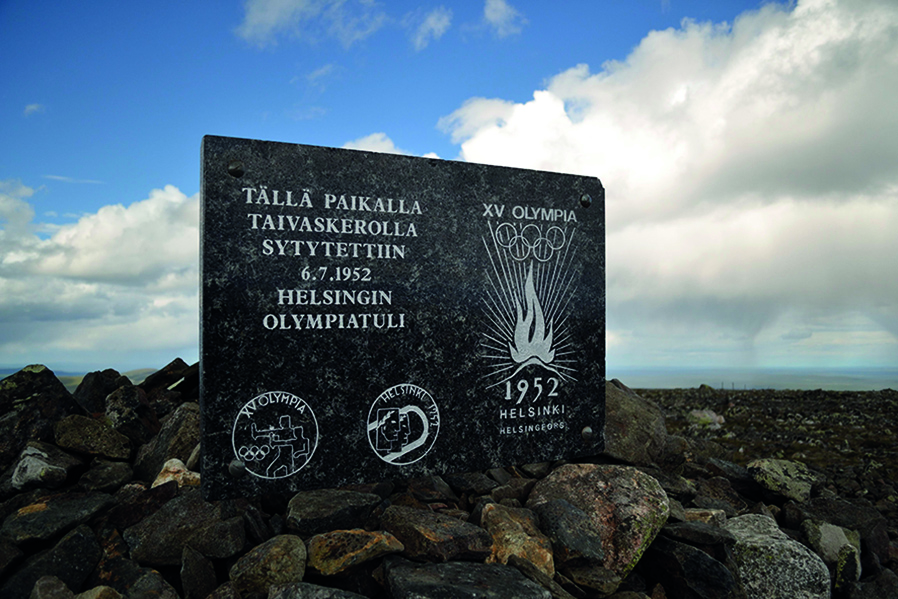 TÄLLÄ PAIKALLA
TAIVASKEROLLA
SYTYTETTIIN
6.7.1952
HELSINGIN
OLYMPIATULI
XV OLYMPIA
1952
HELSINKI
HELSINGFORS
XV OLYMPIA
HELSINKI 1952